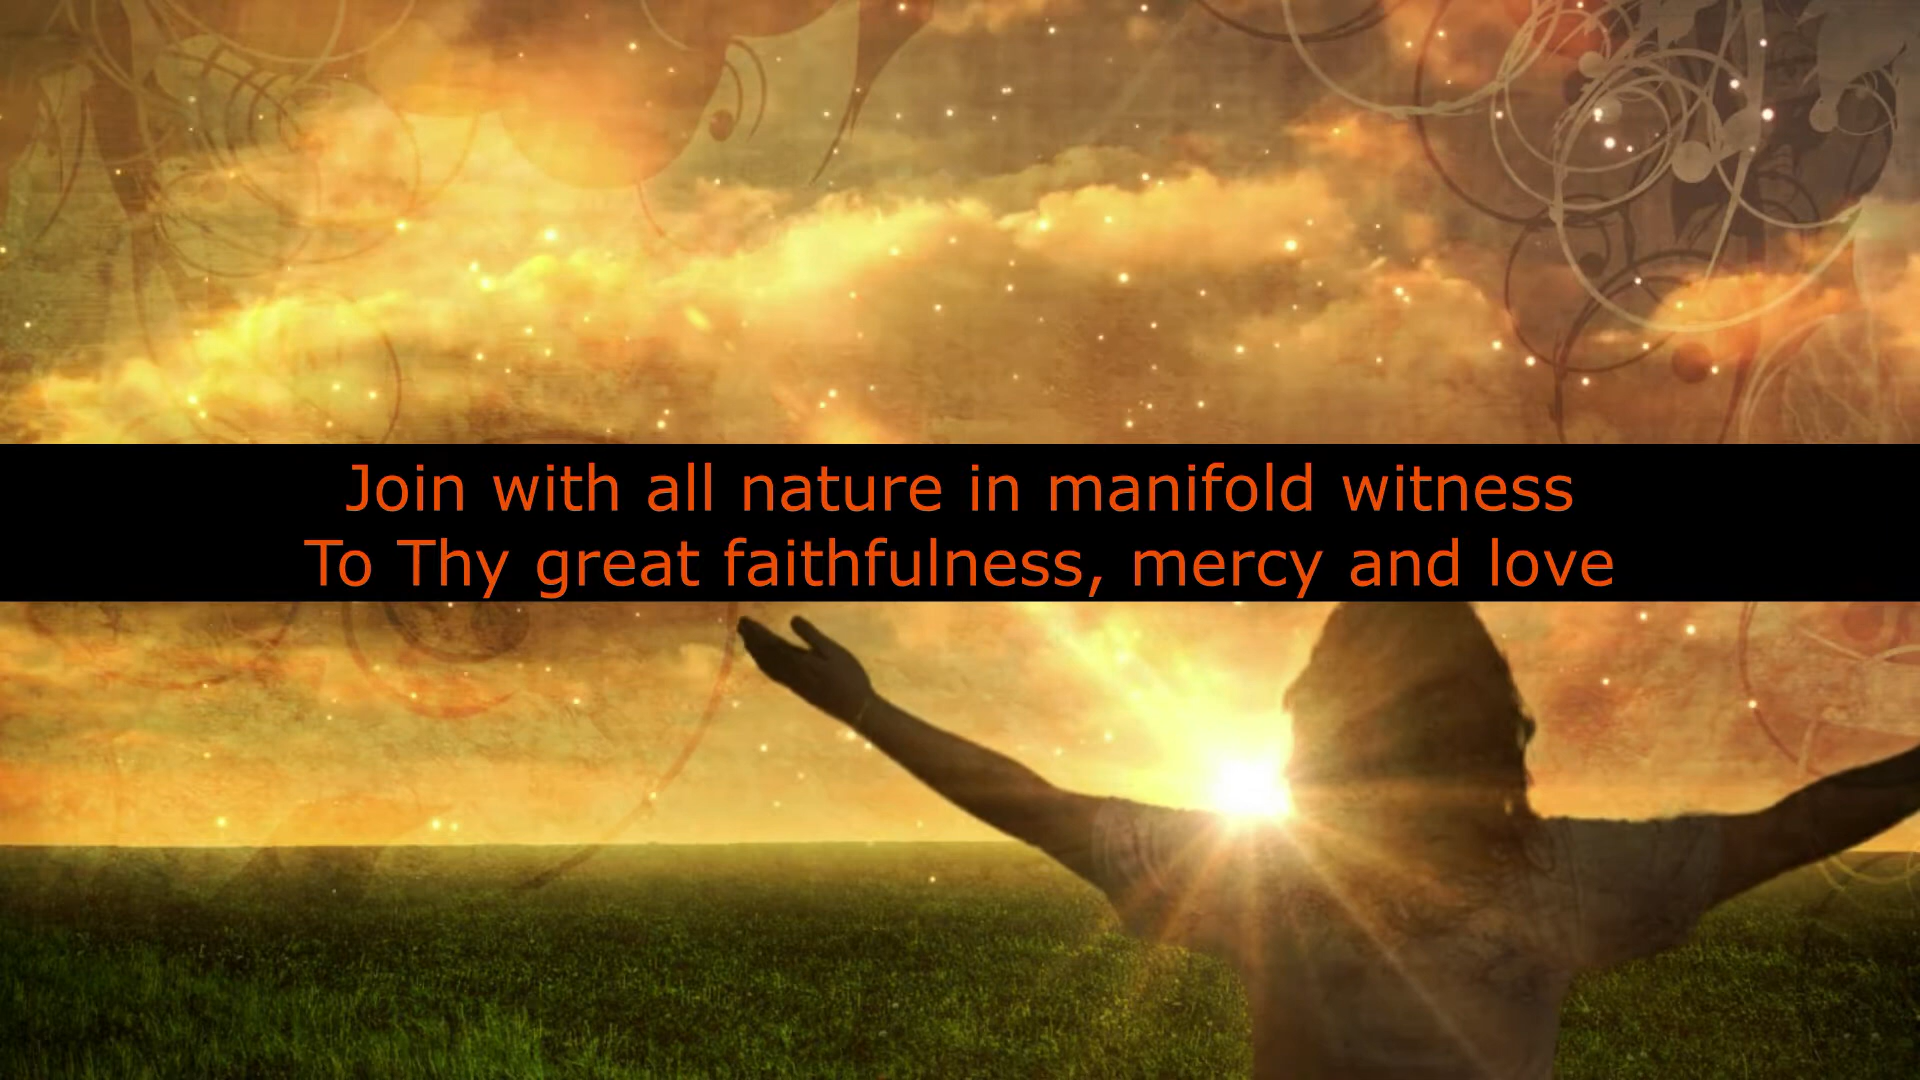 Join with all nature in manifold witness
To Thy great faithfulness, mercy and love